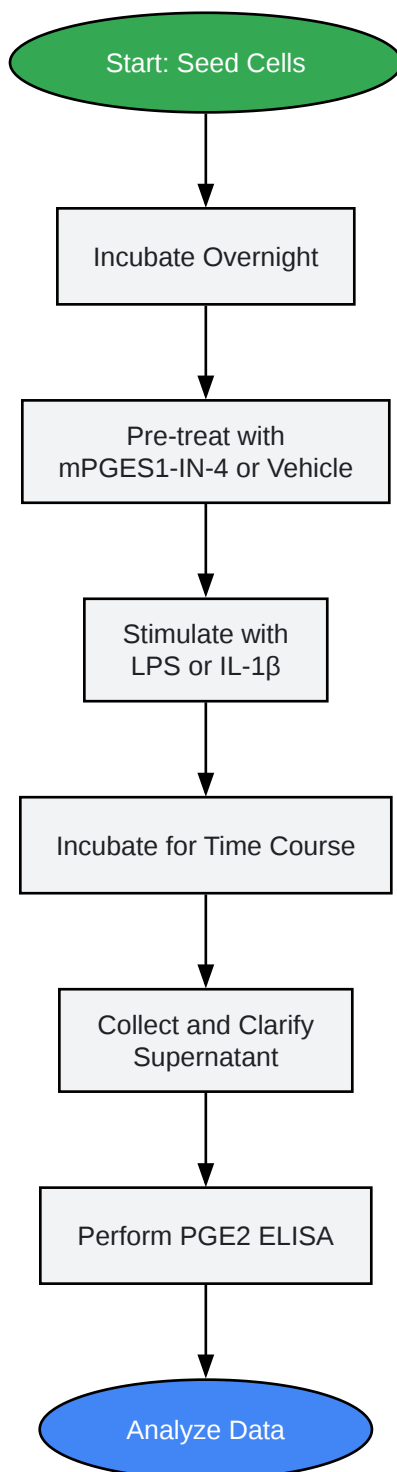 Start: Seed Cells
Incubate Overnight
Pre-treat with
mPGES1-IN-4 or Vehicle
Stimulate with
LPS or IL-1β
Incubate for Time Course
Collect and Clarify
Supernatant
Perform PGE2 ELISA
Analyze Data